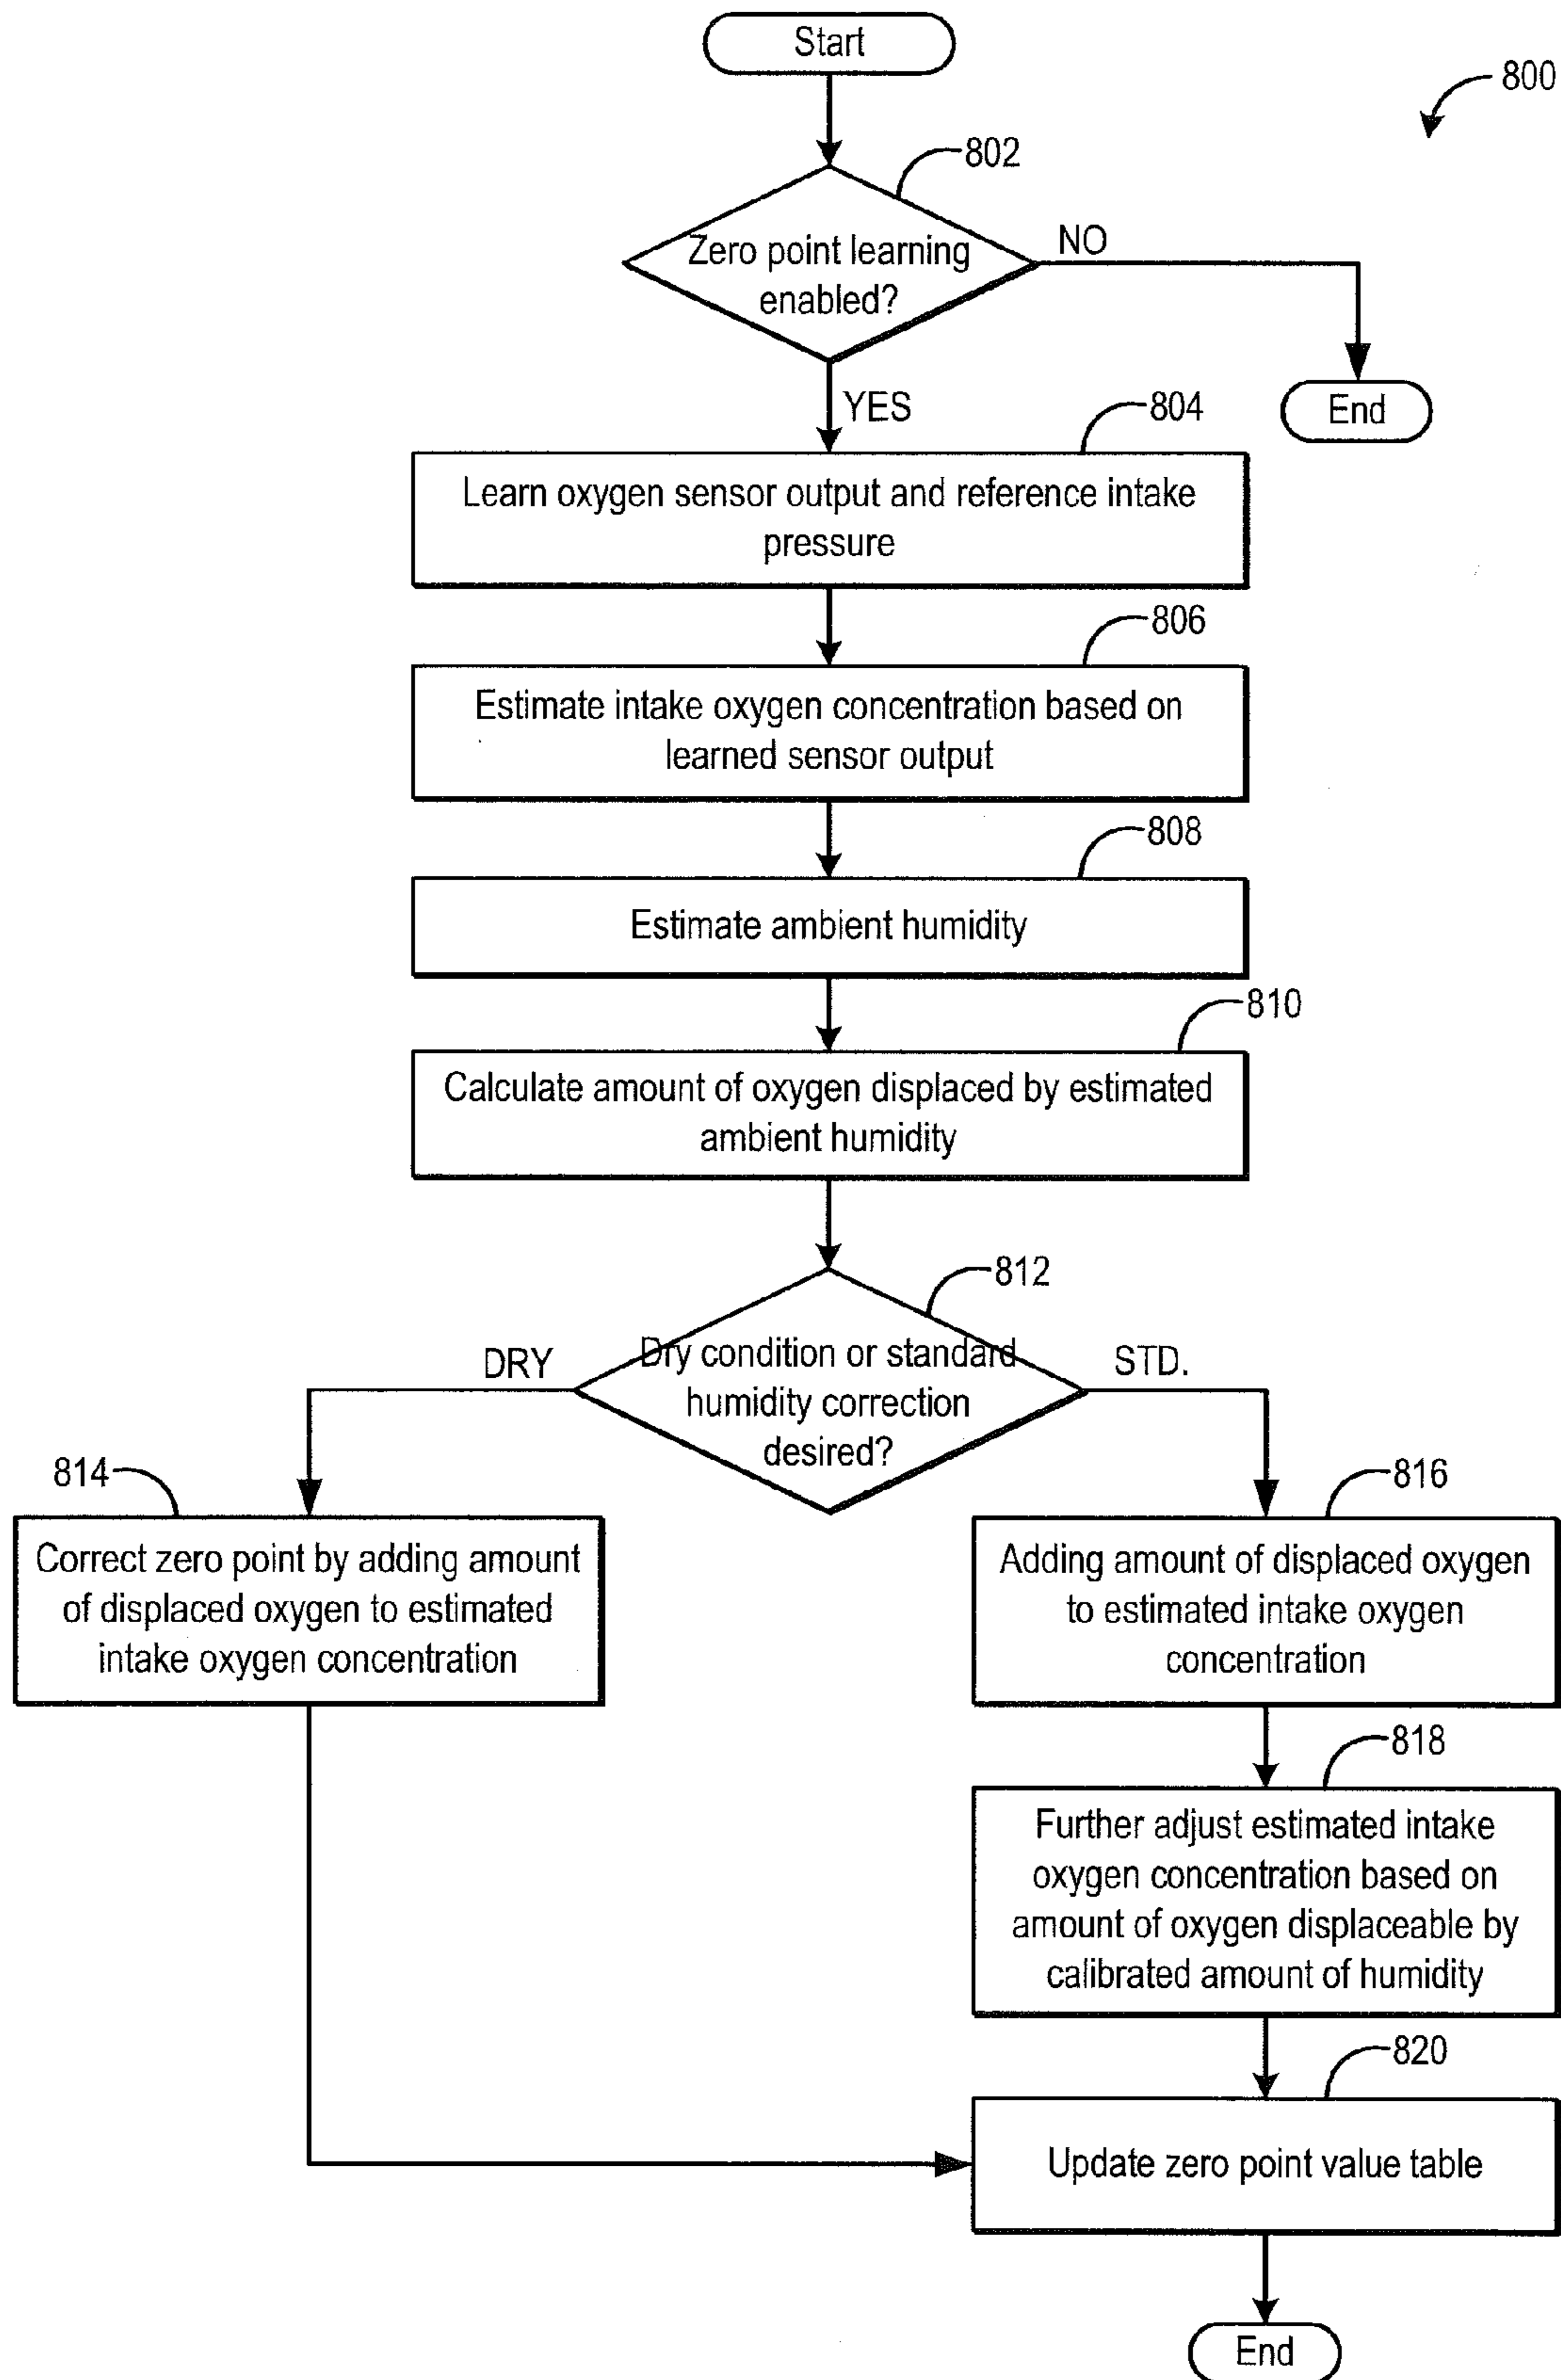 Start
800
802
Zero point learning
enabled?
NO
End
YES
804
Learn oxygen sensor output and reference intake
pressure
806
Estimate intake oxygen concentration based on
learned sensor output
808
Estimate ambient humidity
810
Calculate amount of oxygen displaced by estimated
ambient humidity
812
Dry condition or standard
humidity correction
desired?
DRY
STD.
814
Correct zero point by adding amount
of displaced oxygen to estimated
intake oxygen concentration
816
Adding amount of displaced oxygen
to estimated intake oxygen
concentration
818
Further adjust estimated intake
oxygen concentration based on
amount of oxygen displaceable by
calibrated amount of humidity
820
Update zero point value table
End